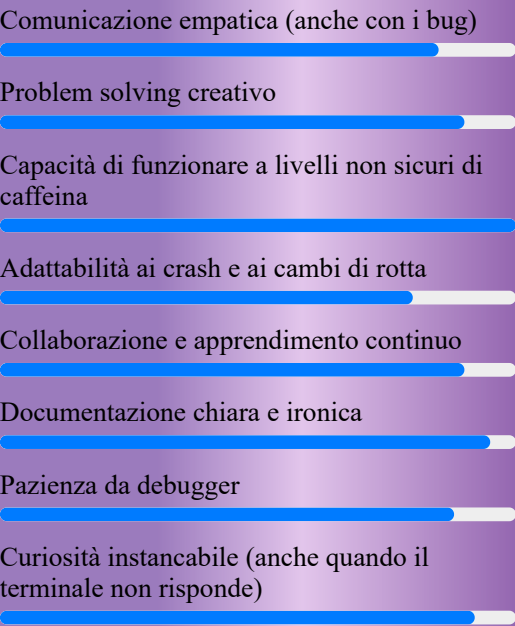 Comunicazione empatica (anche con i bug)
Problem solving creativo
Capacità di funzionare a livelli non sicuri di
caffeina
Adattabilità ai crash e ai cambi di rotta
Collaborazione e apprendimento continuo
Documentazione chiara e ironica
Pazienza da debugger
Curiosità instancabile (anche quando il
terminale non risponde)